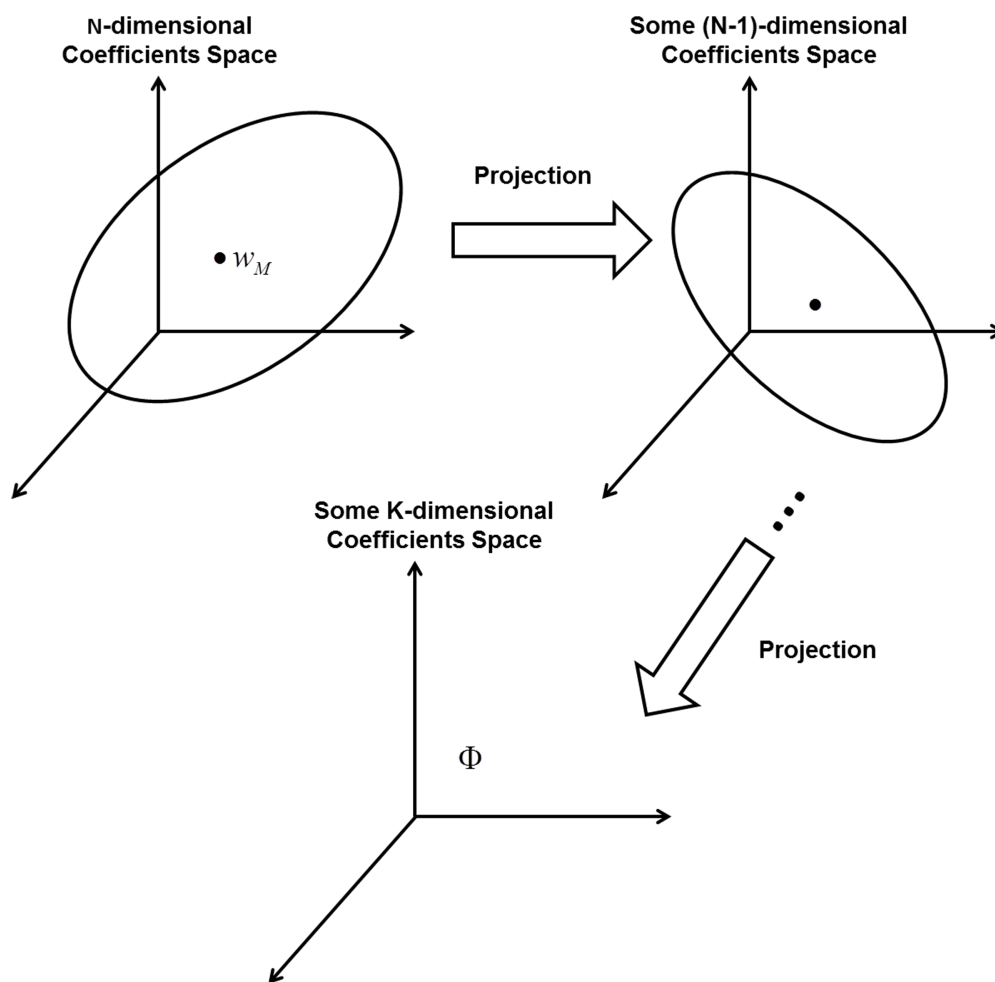 N-dimensional
Coefficients Space
Some (N-1)-dimensional
Coefficients Space
Projection
w_M
Some K-dimensional
Coefficients Space
Projection
Φ